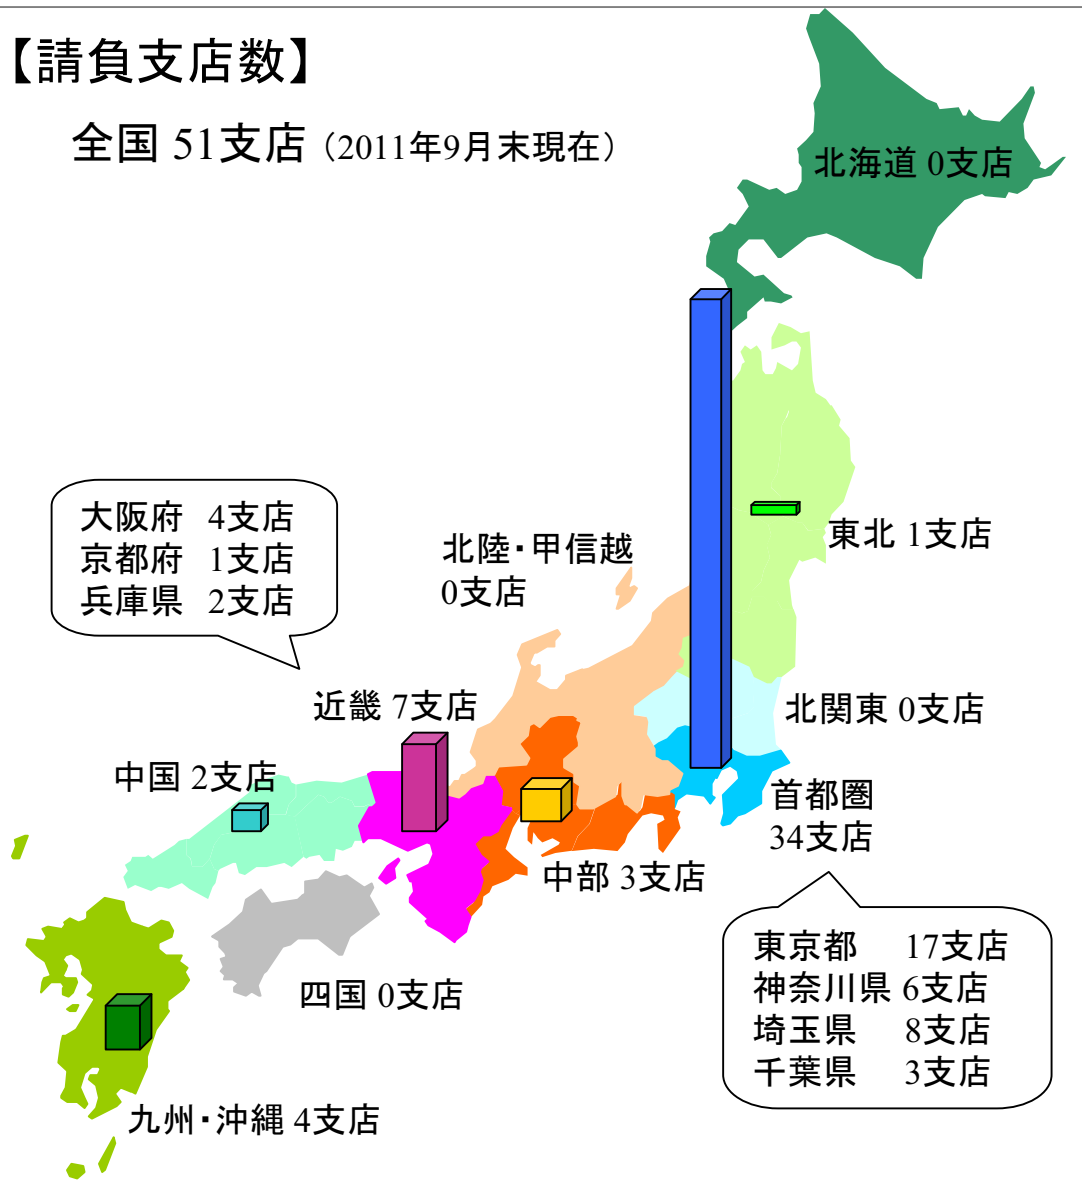 【請負支店数】
全国 51支店（2011年9月末現在）
北海道 0支店
大阪府 4支店
京都府 1支店
兵庫県 2支店
北陸・甲信越
0支店
東北 1支店
近畿 7支店
北関東 0支店
中国 2支店
首都圏
34支店
中部 3支店
東京都 17支店
神奈川県 6支店
埼玉県 8支店
千葉県 3支店
四国 0支店
九州・沖縄 4支店